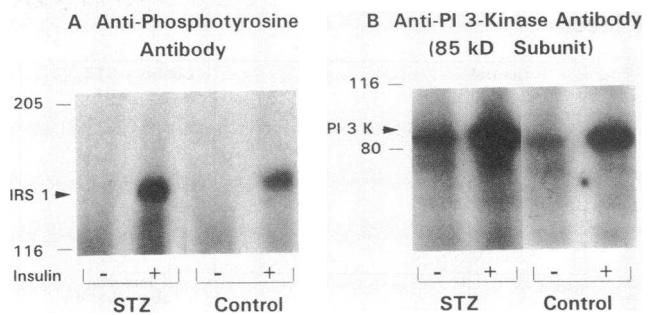 A Anti-Phosphotyrosine
Antibody
205
IRS 1
116
Insulin - + - +
STZ Control
B Anti-PI 3-Kinase Antibody
(85 kD Subunit)
116
PI 3 K
80
- + - +
STZ Control